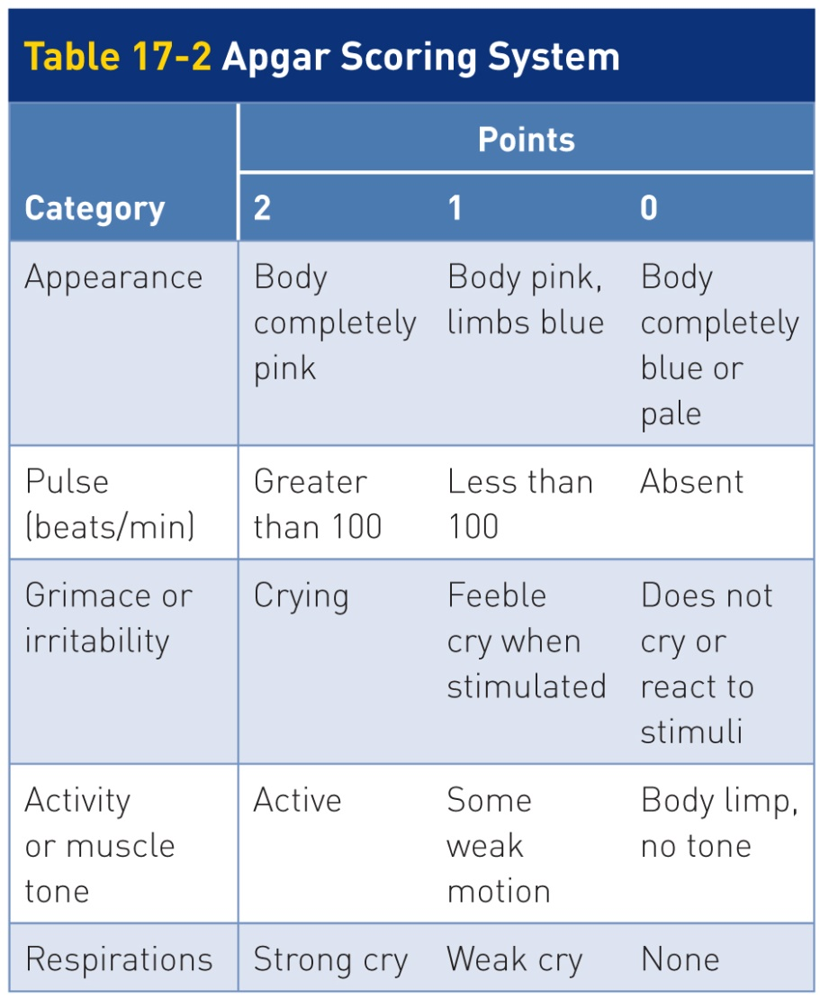 Table 17-2 Apgar Scoring System
Points
Category 2 1 0
Appearance Body Body pink, Body
completely limbs blue completely
pink blue or
pale
Pulse Greater Less than Absent
(beats/min) than 100 100
Grimace or Crying Feeble Does not
irritability cry when cry or
stimulated react to
stimuli
Activity Active Some Body limp,
or muscle weak no tone
tone motion
Respirations Strong cry Weak cry None